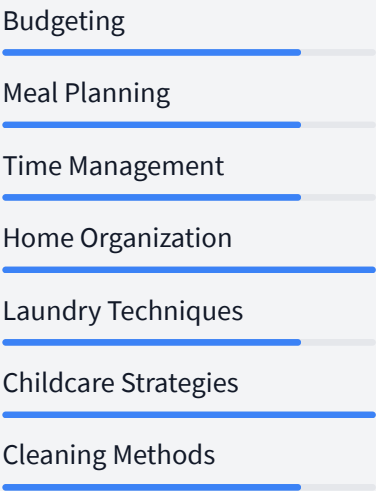 Budgeting
Meal Planning
Time Management
Home Organization
Laundry Techniques
Childcare Strategies
Cleaning Methods